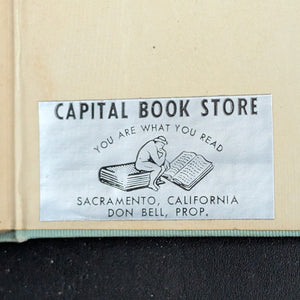 CAPITAL BOOK STORE
YOU ARE WHAT YOU READ
SACRAMENTO, CALIFORNIA
DON BELL, PROP.